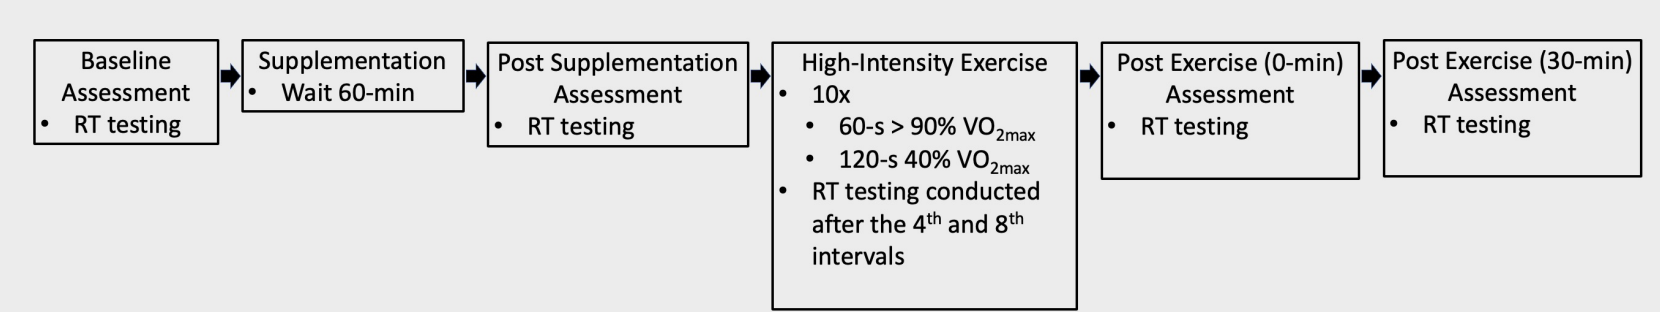 Baseline
Assessment
• RT testing
Supplementation
• Wait 60-min
Post Supplementation
Assessment
• RT testing
High-Intensity Exercise
• 10x
• 60-s > 90% VO2max
• 120-s 40% VO2max
• RT testing conducted
after the 4th and 8th
intervals
Post Exercise (0-min)
Assessment
• RT testing
Post Exercise (30-min)
Assessment
• RT testing